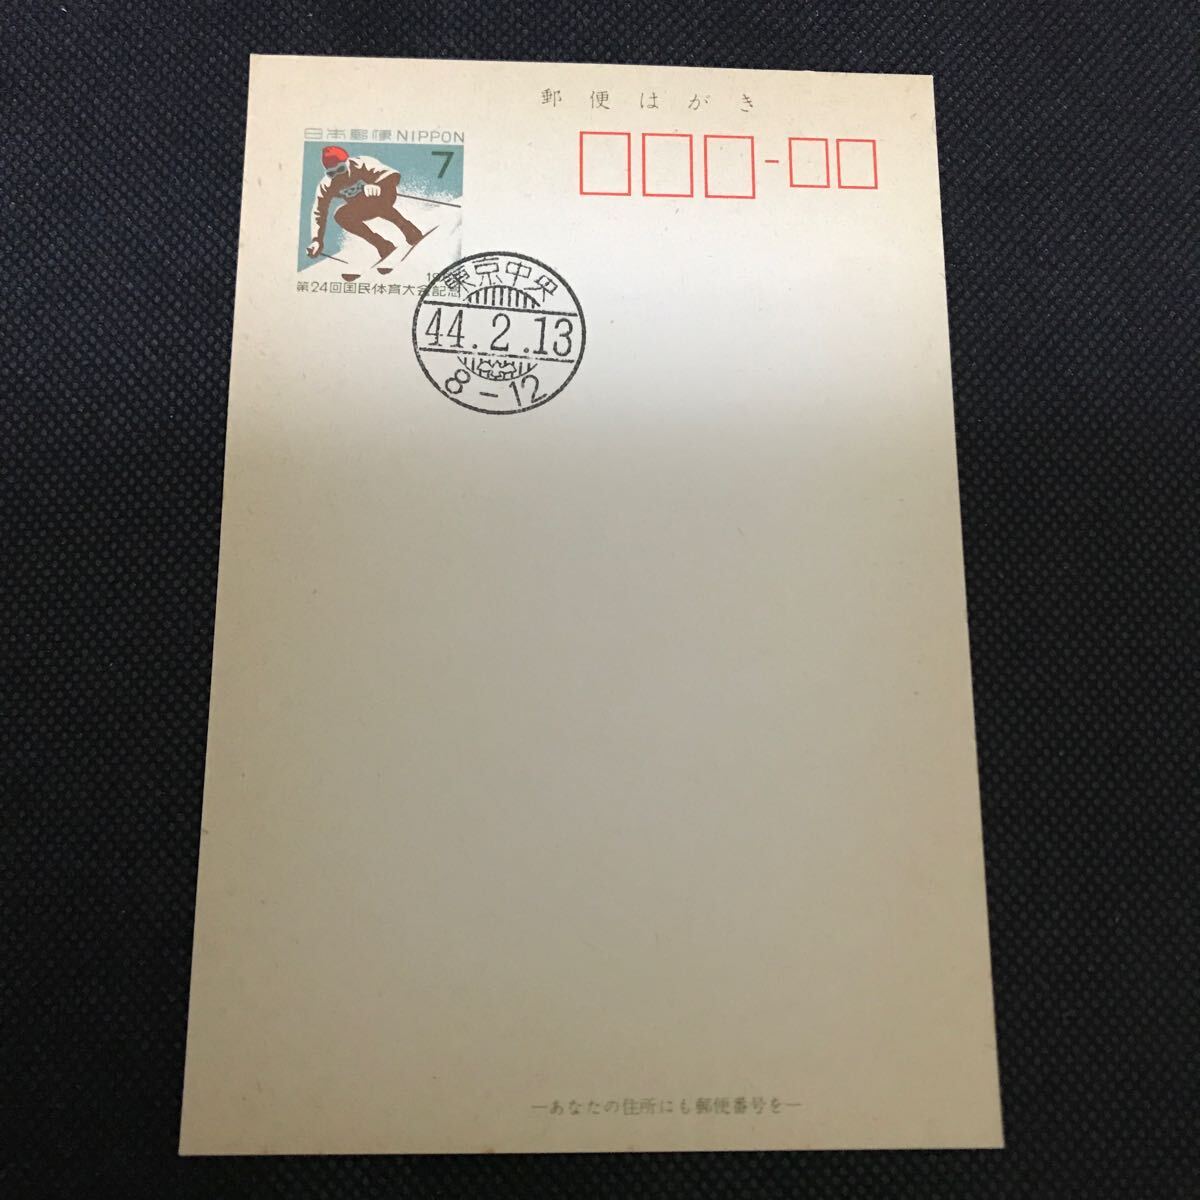 郵便はがき
日本郵便 NIPPON
7
第24回国民体育大会記念
東京中央
44.2.13
8-12
—あなたの住所にも郵便番号を—